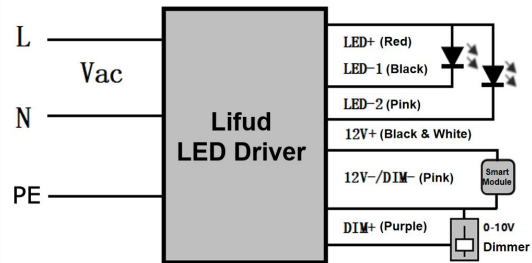 L
Vac
N
PE
Lifud
LED Driver
LED+ (Red)
LED-1 (Black)
LED-2 (Pink)
12V+ (Black & White)
12V-/DIM- (Pink)
DIM+ (Purple)
Smart
Module
0-10V
Dimmer